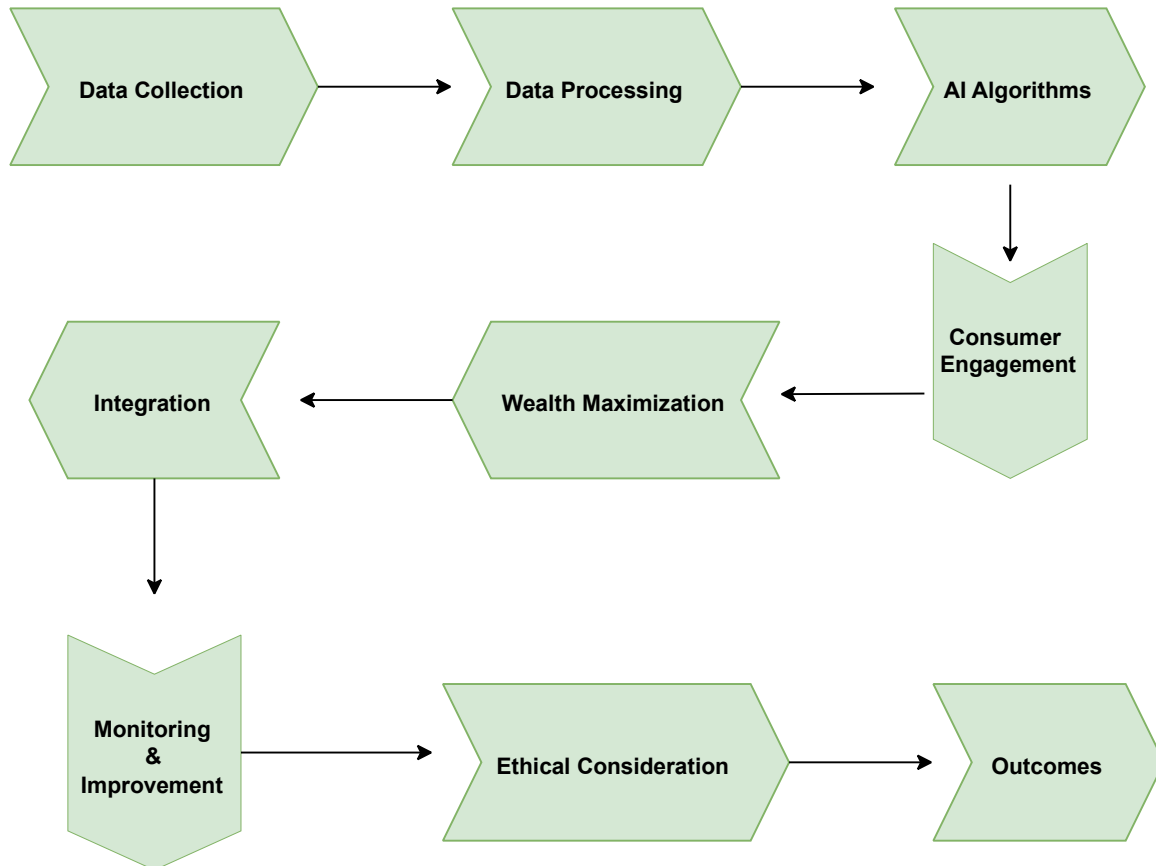 Data Collection
Data Processing
AI Algorithms
Consumer
Engagement
Wealth Maximization
Integration
Monitoring
&
Improvement
Ethical Consideration
Outcomes